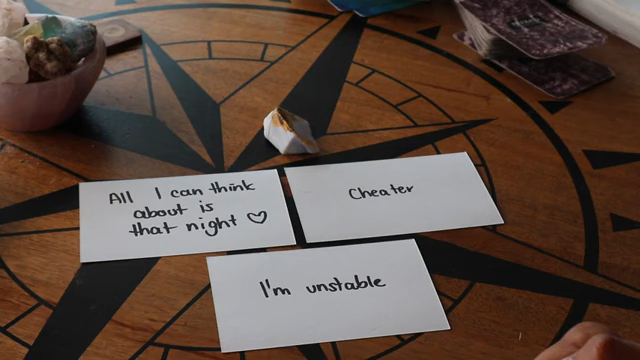 All I can think
about is
that night ♡
Cheater
I'm unstable